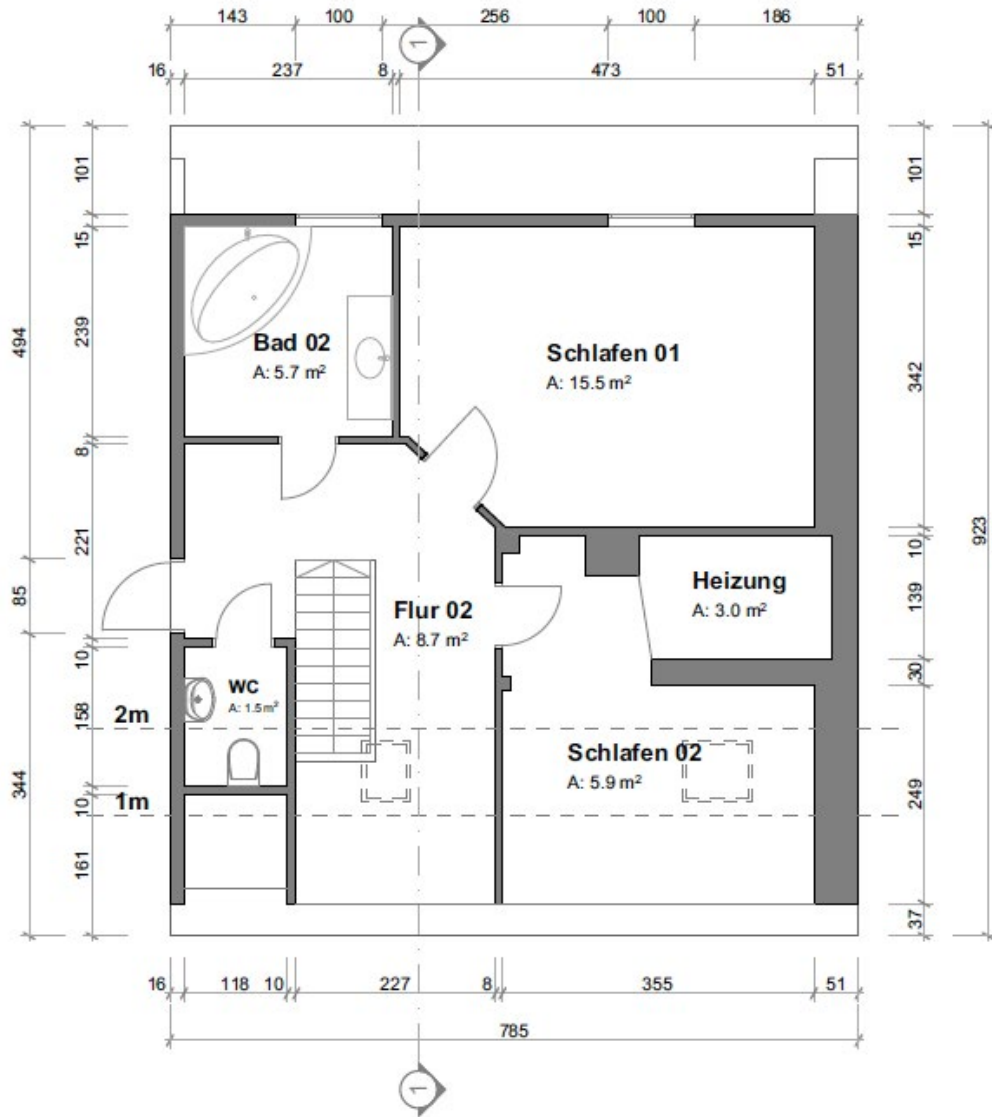 143 100 256 100 186
1
16 237 8 473 51
101 101
15 15
494 239 342
Bad 02
A: 5.7 m²
Schlafen 01
A: 15.5 m²
8
221
923
10
85 139
Heizung
A: 3.0 m²
Flur 02
A: 8.7 m²
10 30
WC
A: 1.5 m²
158
2m
Schlafen 02
A: 5.9 m²
344 249
10
1m
161
37
16 118 10 227 8 355 51
785
1